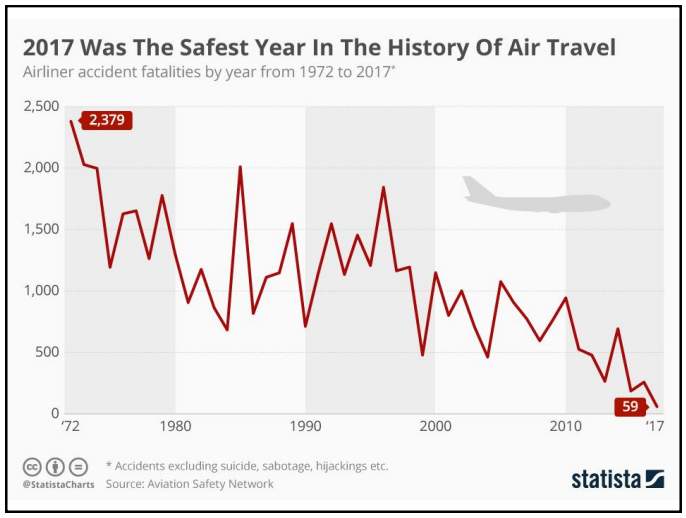 2017 Was The Safest Year In The History Of Air Travel
Airliner accident fatalities by year from 1972 to 2017*
2,500
2,379
2,000
1,500
1,000
500
59
0
'72 1980 1990 2000 2010 '17
* Accidents excluding suicide, sabotage, hijackings etc.
@StatistaCharts Source: Aviation Safety Network
cc
statista